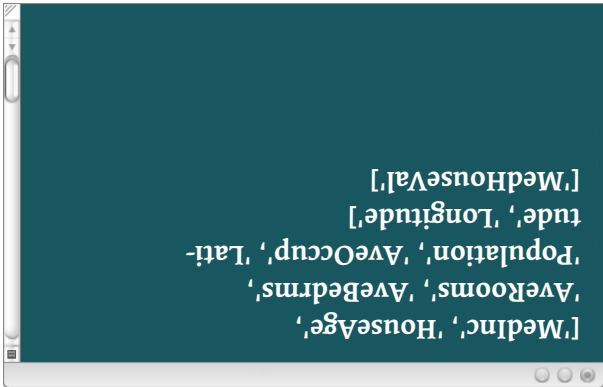 ['MedInc', 'HouseAge',
'AveRooms', 'AveBedrms',
'Population', 'AveOccup', 'Lati-
tude', 'Longitude']
['MedHouseVal']